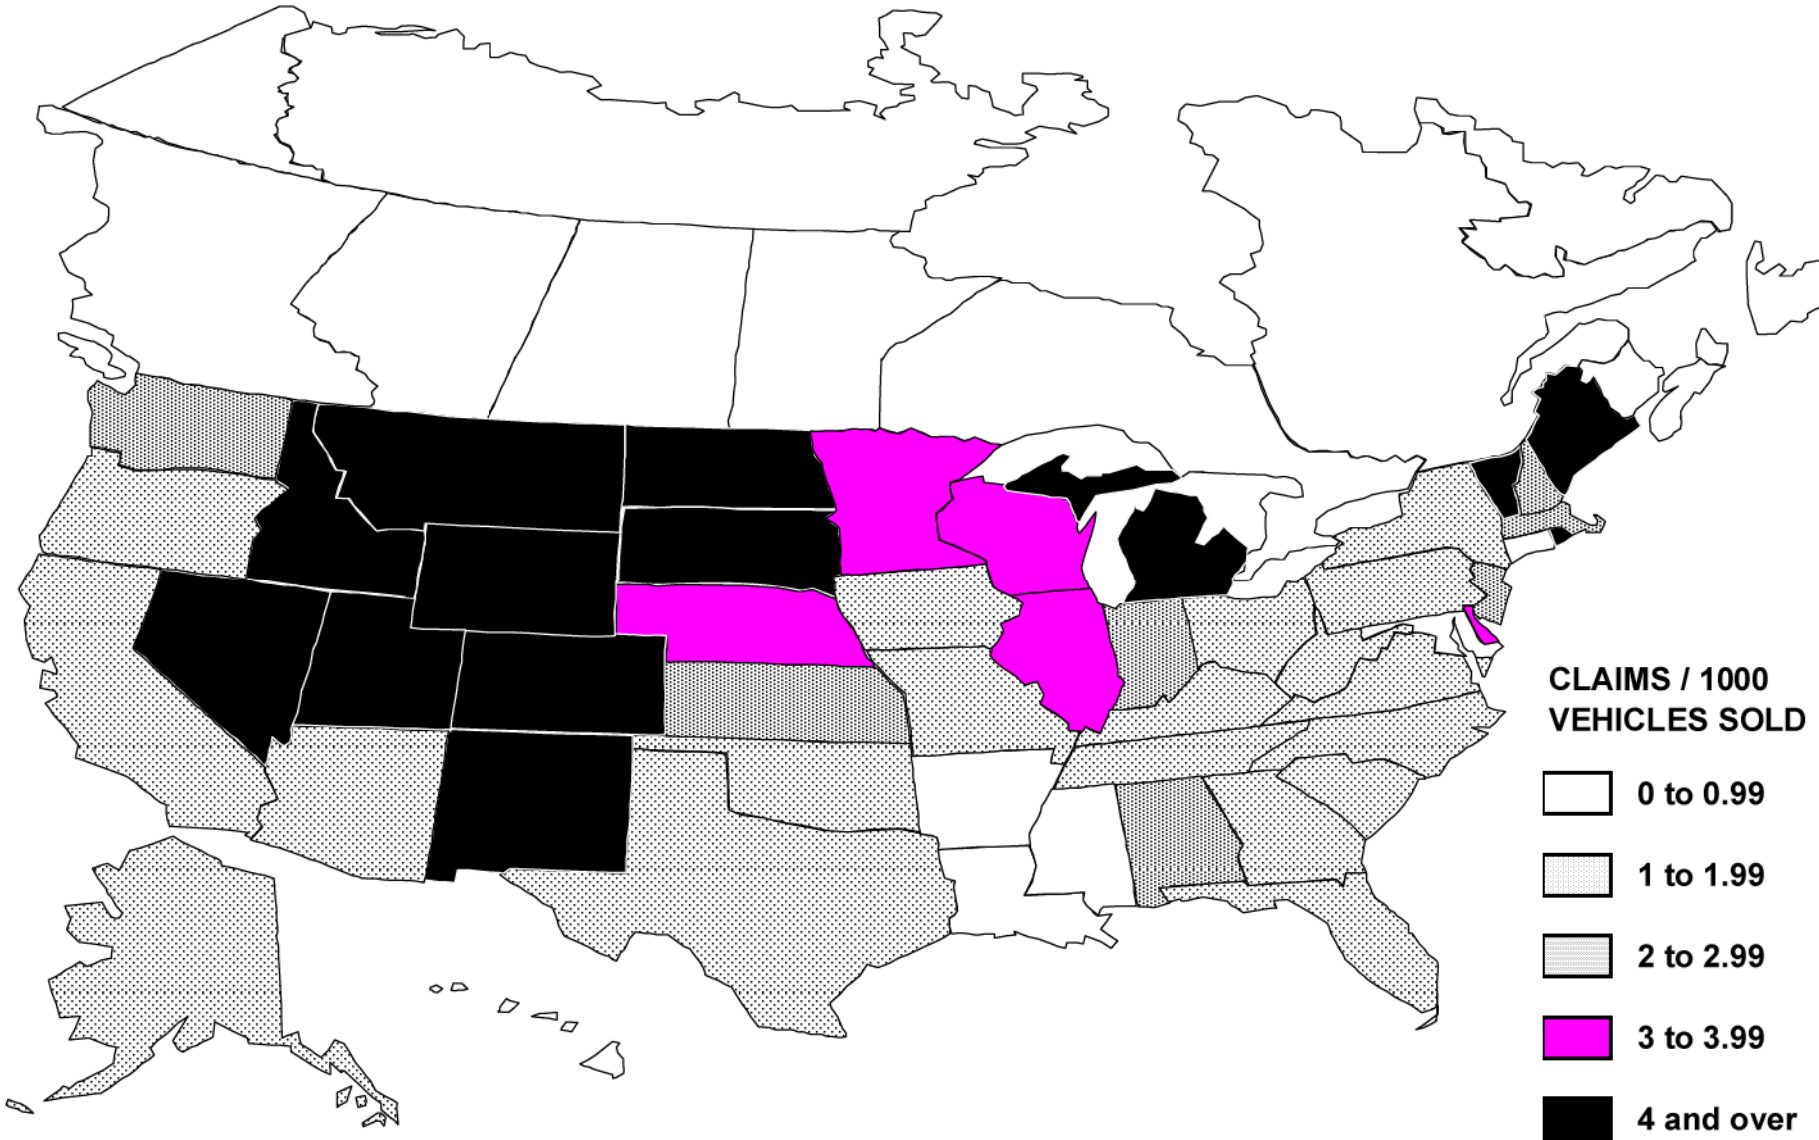 CLAIMS / 1000
VEHICLES SOLD
0 to 0.99
1 to 1.99
2 to 2.99
3 to 3.99
4 and over